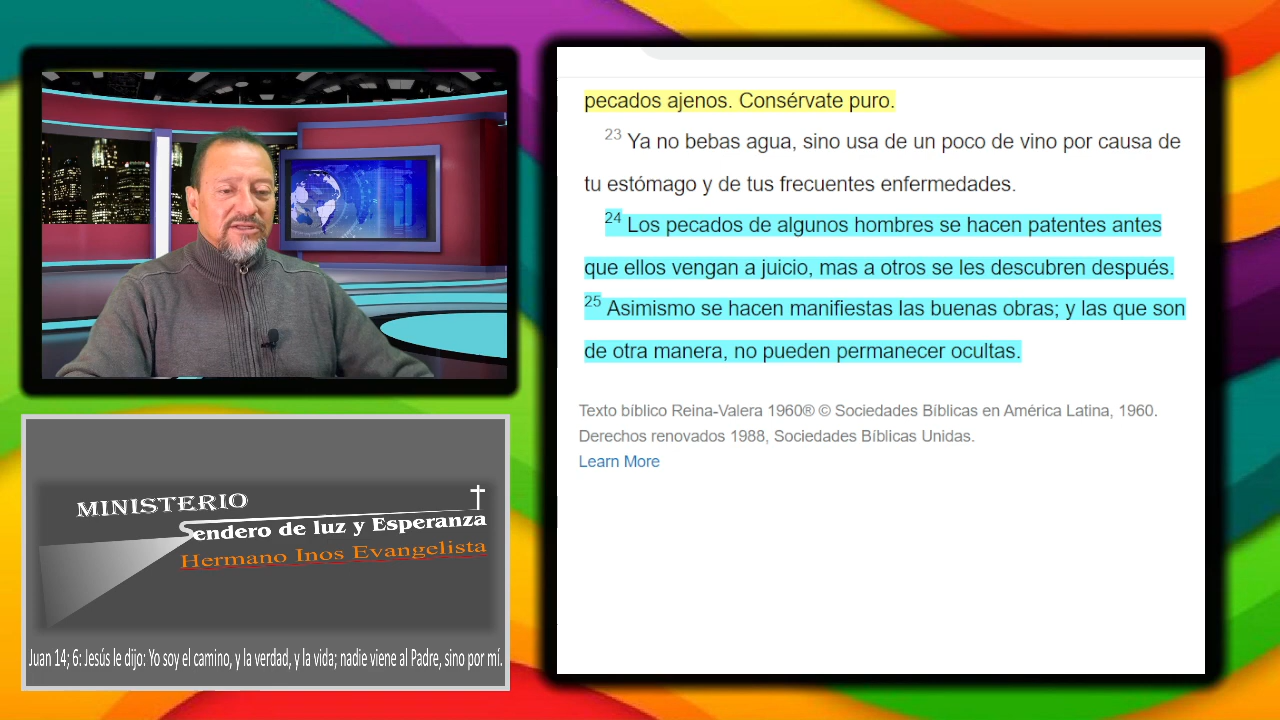 pecados ajenos. Consérvate puro.
23 Ya no bebas agua, sino usa de un poco de vino por causa de
tu estómago y de tus frecuentes enfermedades.
24 Los pecados de algunos hombres se hacen patentes antes
que ellos vengan a juicio, mas a otros se les descubren después.
25 Asimismo se hacen manifiestas las buenas obras; y las que son
de otra manera, no pueden permanecer ocultas.
Texto bíblico Reina-Valera 1960® © Sociedades Bíblicas en América Latina, 1960.
Derechos renovados 1988, Sociedades Bíblicas Unidas.
Learn More
MINISTERIO
Sendero de luz y Esperanza
Hermano Inos Evangelista
Juan 14; 6: Jesús le dijo: Yo soy el camino, y la verdad, y la vida; nadie viene al Padre, sino por mí.